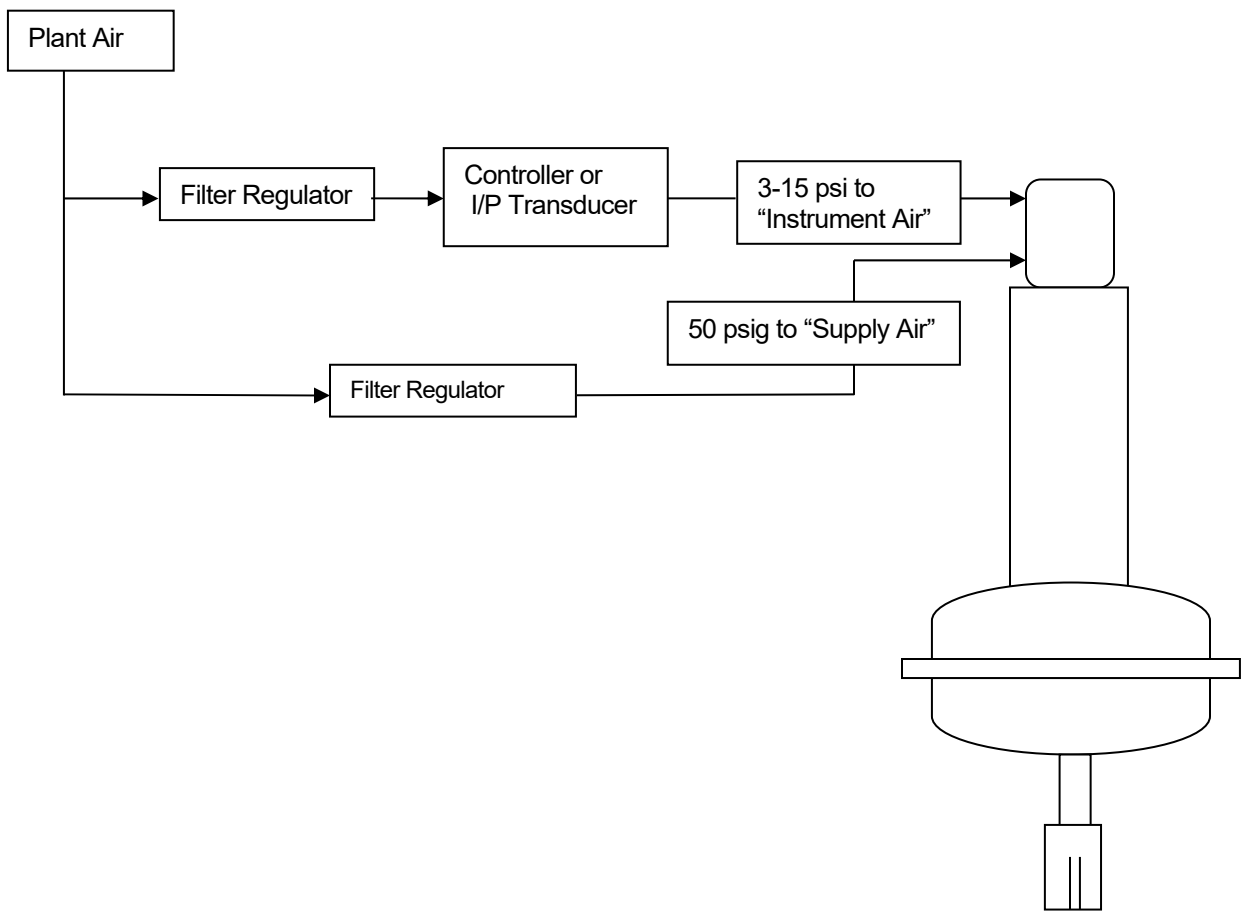 Plant Air
Filter Regulator
Controller or
I/P Transducer
3-15 psi to
“Instrument Air”
50 psig to “Supply Air”
Filter Regulator